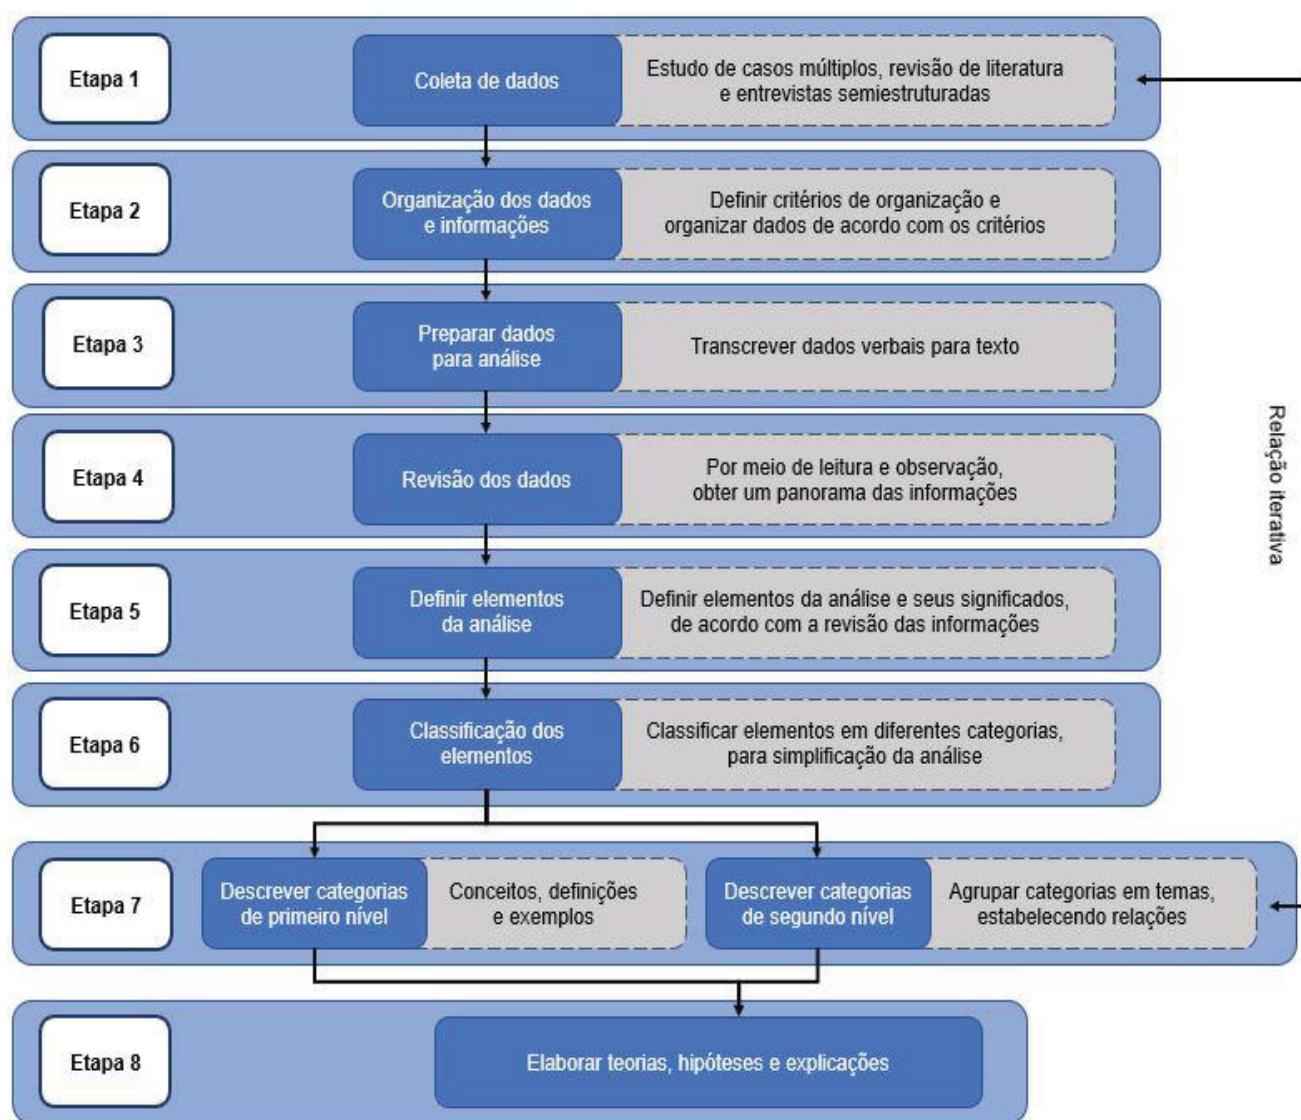 Etapa 1
Coleta de dados
Estudo de casos múltiplos, revisão de literatura
e entrevistas semiestruturadas
Etapa 2
Organização dos dados
e informações
Definir critérios de organização e
organizar dados de acordo com os critérios
Etapa 3
Preparar dados
para análise
Transcrever dados verbais para texto
Etapa 4
Revisão dos dados
Por meio de leitura e observação,
obter um panorama das informações
Relação iterativa
Etapa 5
Definir elementos
da análise
Definir elementos da análise e seus significados,
de acordo com a revisão das informações
Etapa 6
Classificação dos
elementos
Classificar elementos em diferentes categorias,
para simplificação da análise
Etapa 7
Descrever categorias
de primeiro nível
Conceitos, definições
e exemplos
Descrever categorias
de segundo nível
Agrupar categorias em temas,
estabelecendo relações
Etapa 8
Elaborar teorias, hipóteses e explicações